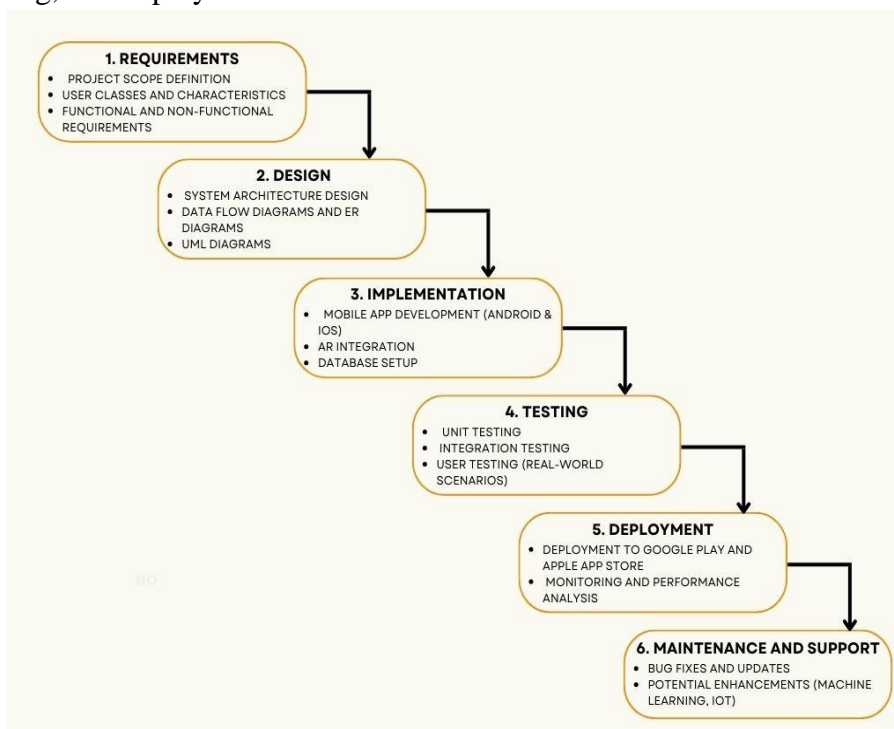 1. REQUIREMENTS
• PROJECT SCOPE DEFINITION
• USER CLASSES AND CHARACTERISTICS
• FUNCTIONAL AND NON-FUNCTIONAL
REQUIREMENTS
2. DESIGN
• SYSTEM ARCHITECTURE DESIGN
• DATA FLOW DIAGRAMS AND ER
DIAGRAMS
• UML DIAGRAMS
3. IMPLEMENTATION
• MOBILE APP DEVELOPMENT (ANDROID &
IOS)
• AR INTEGRATION
• DATABASE SETUP
4. TESTING
• UNIT TESTING
• INTEGRATION TESTING
• USER TESTING (REAL-WORLD
SCENARIOS)
NO
5. DEPLOYMENT
• DEPLOYMENT TO GOOGLE PLAY AND
APPLE APP STORE
• MONITORING AND PERFORMANCE
ANALYSIS
6. MAINTENANCE AND SUPPORT
• BUG FIXES AND UPDATES
• POTENTIAL ENHANCEMENTS (MACHINE
LEARNING, IOT)